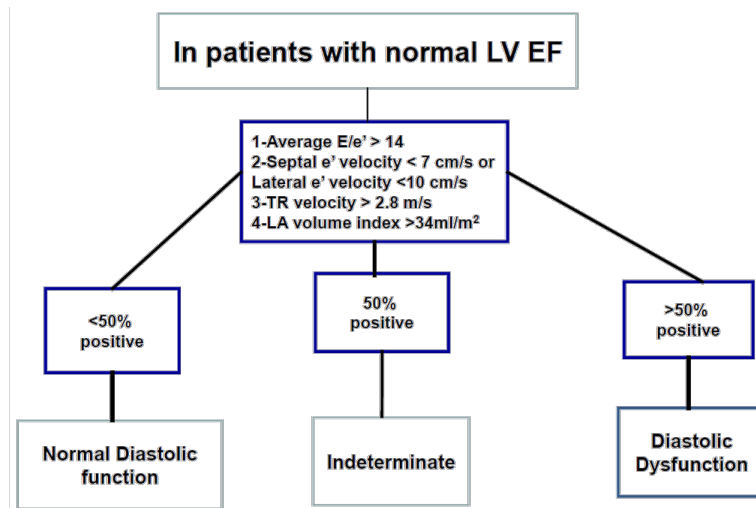 In patients with normal LV EF
1-Average E/e’ > 14
2-Septal e’ velocity < 7 cm/s or
Lateral e’ velocity <10 cm/s
3-TR velocity > 2.8 m/s
4-LA volume index >34ml/m²
<50%
positive
50%
positive
>50%
positive
Normal Diastolic
function
Indeterminate
Diastolic
Dysfunction